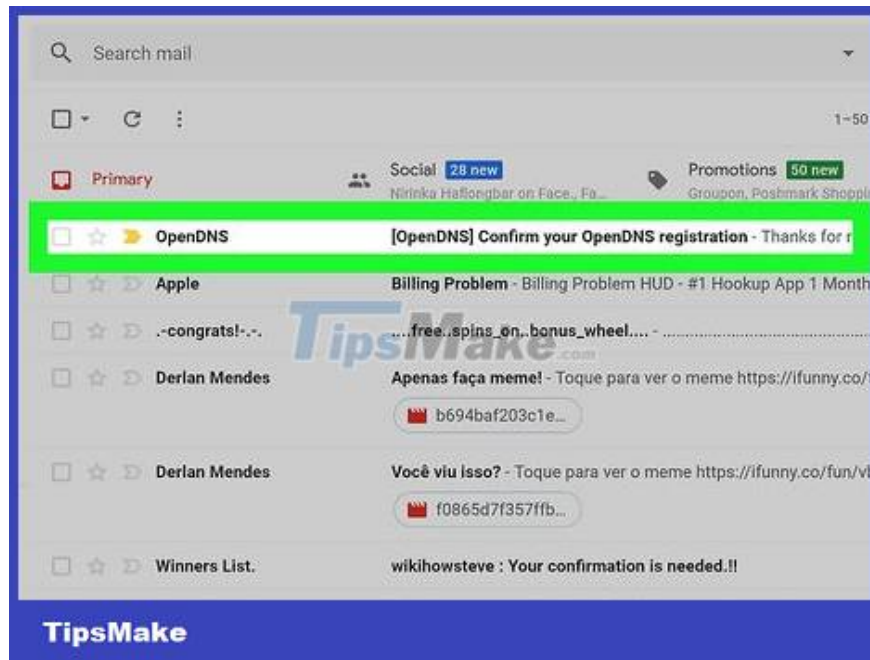 Search mail
1-50
Primary
Social 28 new
Nirinka Haflongbar on Face., Fa...
Promotions 50 new
Groupon, Poshmark Shoppi
OpenDNS [OpenDNS] Confirm your OpenDNS registration - Thanks for r
Apple Billing Problem - Billing Problem HUD - #1 Hookup App 1 Month
.-congrats!-.-. ....free..spins_on..bonus_wheel.... - ......................................................
TipsMake.com
Derlan Mendes Apenas faça meme! - Toque para ver o meme https://ifunny.co/
b694baf203c1e...
Derlan Mendes Você viu isso? - Toque para ver o meme https://ifunny.co/fun/vl
f0865d7f357ffb...
Winners List. wikihowsteve : Your confirmation is needed.!!
TipsMake